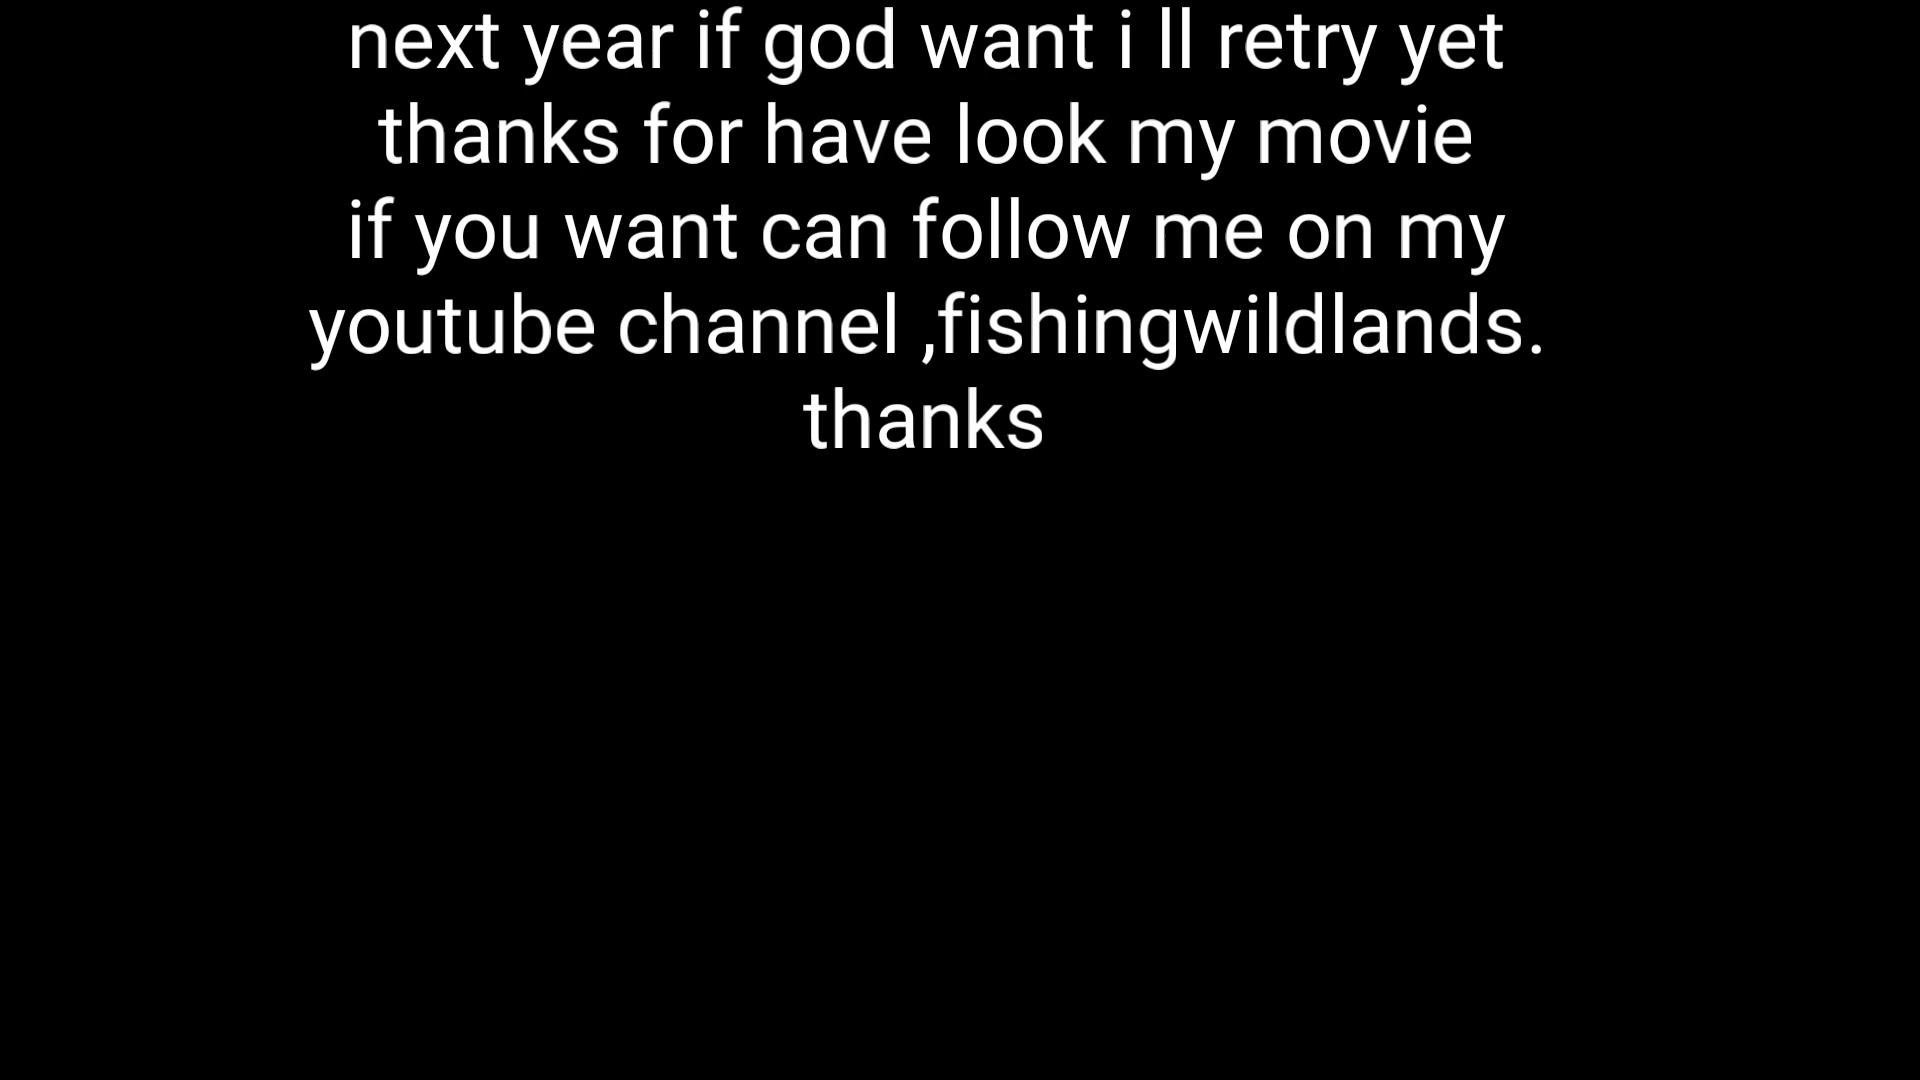 next year if god want i ll retry yet
thanks for have look my movie
if you want can follow me on my
youtube channel ,fishingwildlands.
thanks